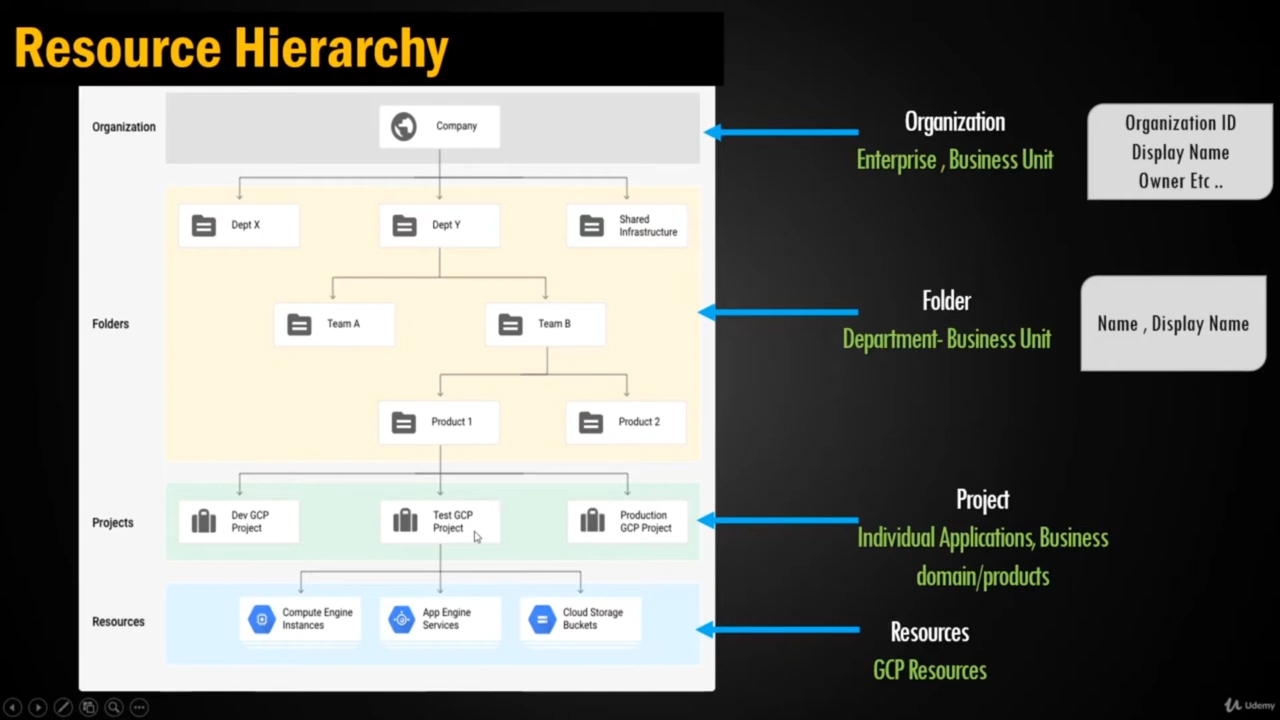 Resource Hierarchy
Organization
Company
Dept X
Dept Y
Shared
Infrastructure
Folders
Team A
Team B
Product 1
Product 2
Projects
Dev GCP
Project
Test GCP
Project
Production
GCP Project
Resources
Compute Engine
Instances
App Engine
Services
Cloud Storage
Buckets
Organization
Enterprise , Business Unit
Organization ID
Display Name
Owner Etc ..
Folder
Department- Business Unit
Name , Display Name
Project
Individual Applications, Business
domain/products
Resources
GCP Resources
Udemy